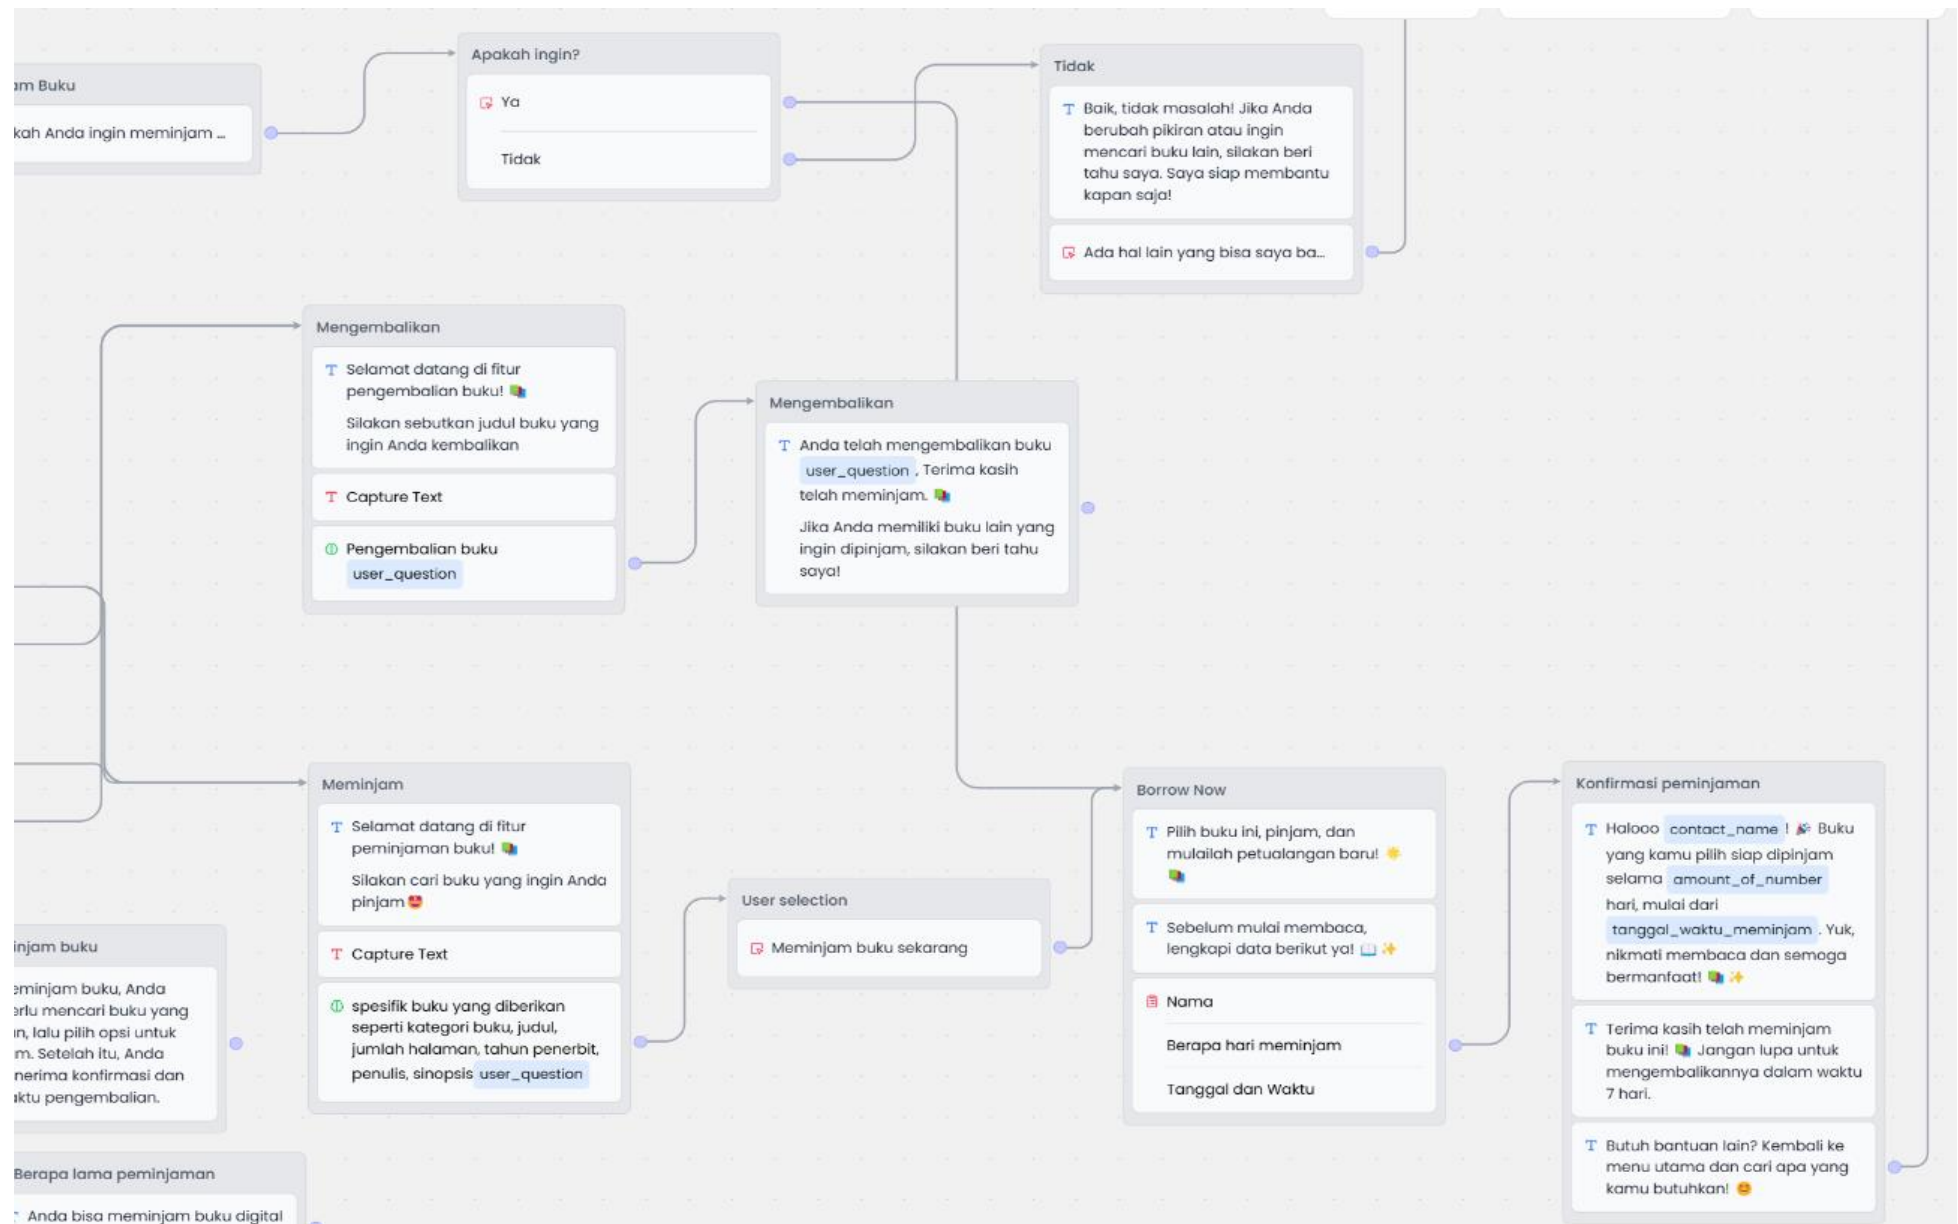 am Buku
kah Anda ingin meminjam ...
Apakah ingin?
Ya
Tidak
Tidak
Baik, tidak masalah! Jika Anda
berubah pikiran atau ingin
mencari buku lain, silakan beri
tahu saya. Saya siap membantu
kapan saja!
Ada hal lain yang bisa saya ba...
Mengembalikan
Selamat datang di fitur
pengembalian buku! 📚
Silakan sebutkan judul buku yang
ingin Anda kembalikan
Capture Text
Pengembalian buku
user_question
Mengembalikan
Anda telah mengembalikan buku
user_question , Terima kasih
telah meminjam. 📚
Jika Anda memiliki buku lain yang
ingin dipinjam, silakan beri tahu
saya!
Meminjam
Selamat datang di fitur
peminjaman buku! 📚
Silakan cari buku yang ingin Anda
pinjam 🤩
Capture Text
spesifik buku yang diberikan
seperti kategori buku, judul,
jumlah halaman, tahun penerbit,
penulis, sinopsis user_question
User selection
Meminjam buku sekarang
Borrow Now
Pilih buku ini, pinjam, dan
mulailah petualangan baru! 🌟
📚
Sebelum mulai membaca,
lengkapi data berikut ya! 📖 ✨
Nama
Berapa hari meminjam
Tanggal dan Waktu
Konfirmasi peminjaman
Halooo contact_name ! 🎉 Buku
yang kamu pilih siap dipinjam
selama amount_of_number
hari, mulai dari
tanggal_waktu_meminjam . Yuk,
nikmati membaca dan semoga
bermanfaat! 📚 ✨
Terima kasih telah meminjam
buku ini! 📚 Jangan lupa untuk
mengembalikannya dalam waktu
7 hari.
Butuh bantuan lain? Kembali ke
menu utama dan cari apa yang
kamu butuhkan! 😊
injam buku
eminjam buku, Anda
erlu mencari buku yang
n, lalu pilih opsi untuk
m. Setelah itu, Anda
nerima konfirmasi dan
aktu pengembalian.
Berapa lama peminjaman
Anda bisa meminjam buku digital